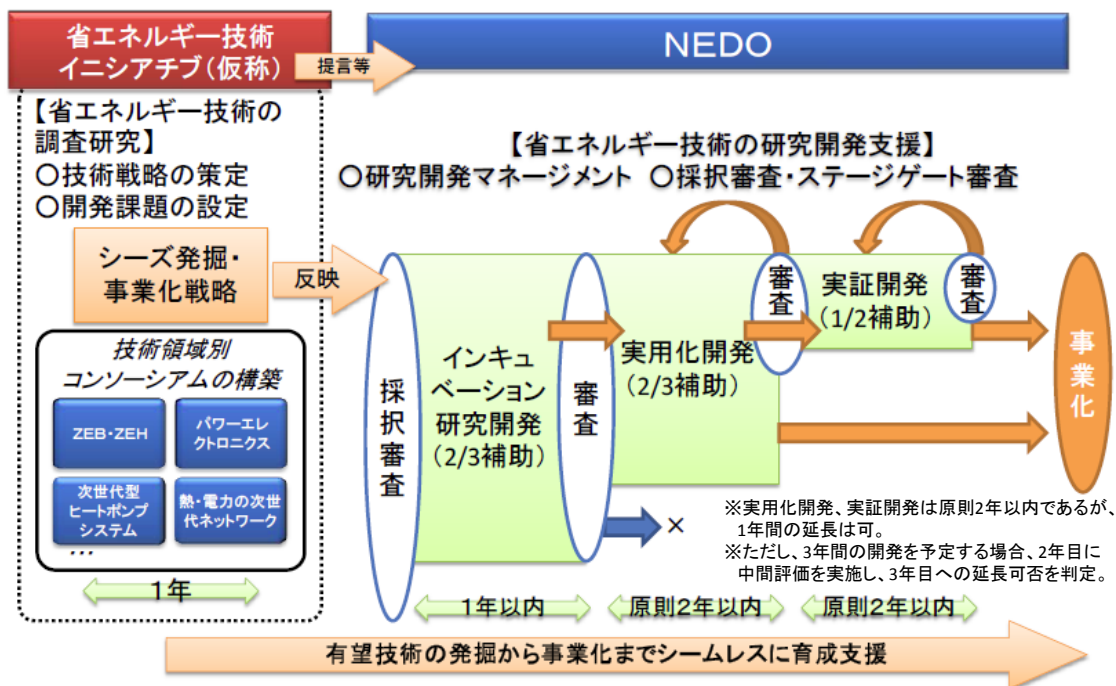 省エネルギー技術
イニシアチブ(仮称)
提言等
NEDO
【省エネルギー技術の
調査研究】
○技術戦略の策定
○開発課題の設定
シーズ発掘・
事業化戦略
反映
技術領域別
コンソーシアムの構築
ZEB・ZEH
パワーエレ
クトロニクス
次世代型
ヒートポンプ
システム
熱・電力の次世
代ネットワーク
・・・
1年
【省エネルギー技術の研究開発支援】
○研究開発マネージメント ○採択審査・ステージゲート審査
採択審査
インキュ
ベーション
研究開発
(2/3補助)
審査
実用化開発
(2/3補助)
審査
実証開発
(1/2補助)
審査
事業化
×
※実用化開発、実証開発は原則2年以内であるが、
1年間の延長は可。
※ただし、3年間の開発を予定する場合、2年目に
中間評価を実施し、3年目への延長可否を判定。
1年以内
原則2年以内
原則2年以内
有望技術の発掘から事業化までシームレスに育成支援